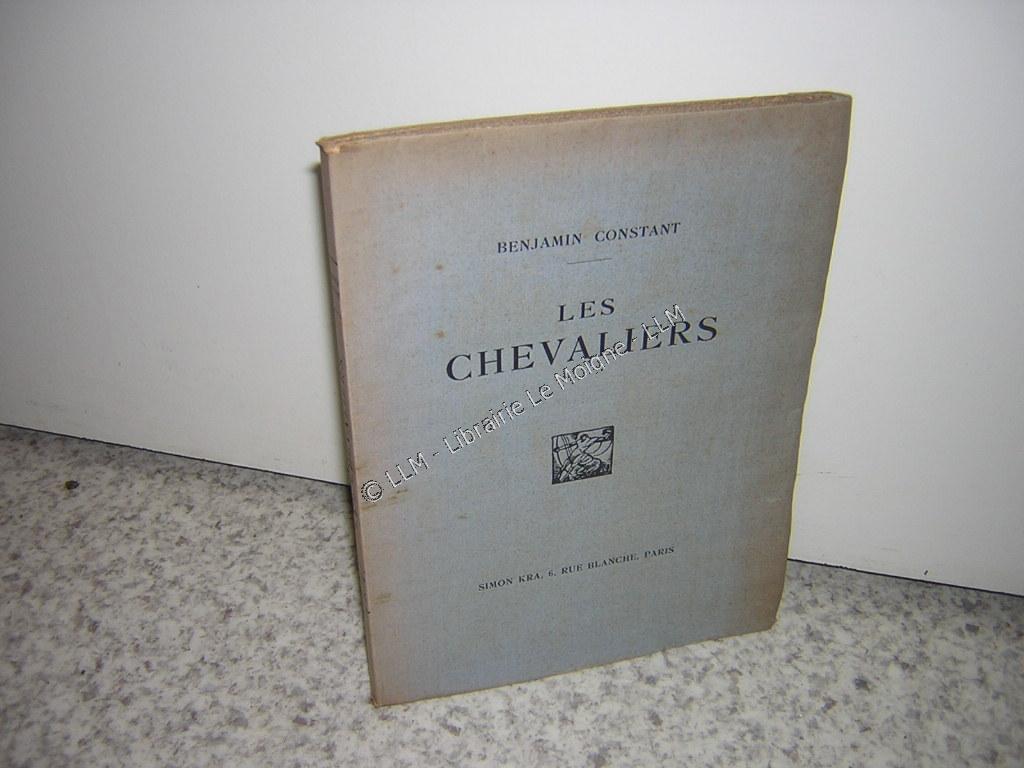 BENJAMIN CONSTANT
LES
CHEVALIERS
© LLM - Librairie Le Moigne - LLM
SIMON KRA, 6, RUE BLANCHE, PARIS